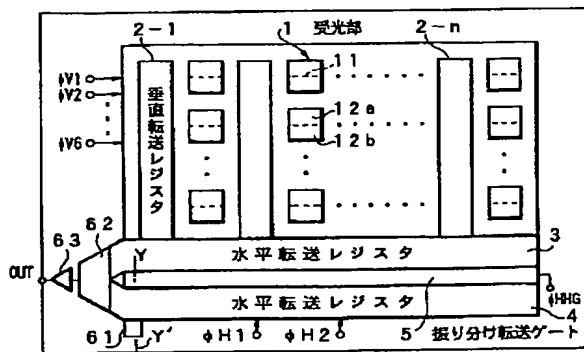 2-1
1
受光部
2-n
φV1
φV2
φV6
11
12a
12b
垂直転送レジスタ
62
63
Y
水平転送レジスタ
3
OUT
水平転送レジスタ
φHHG
4
61
Y'
φH1
φH2
5
振り分け転送ゲート